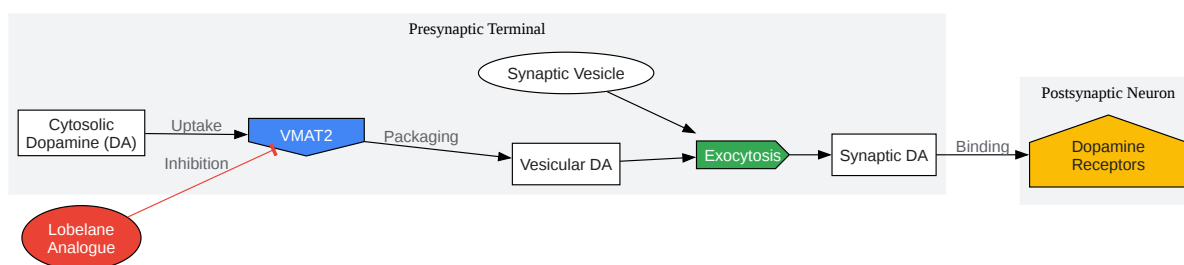 Presynaptic Terminal
Synaptic Vesicle
Postsynaptic Neuron
Cytosolic
Dopamine (DA)
Uptake
VMAT2
Packaging
Inhibition
Vesicular DA
Exocytosis
Synaptic DA
Binding
Dopamine
Receptors
Lobelane
Analogue